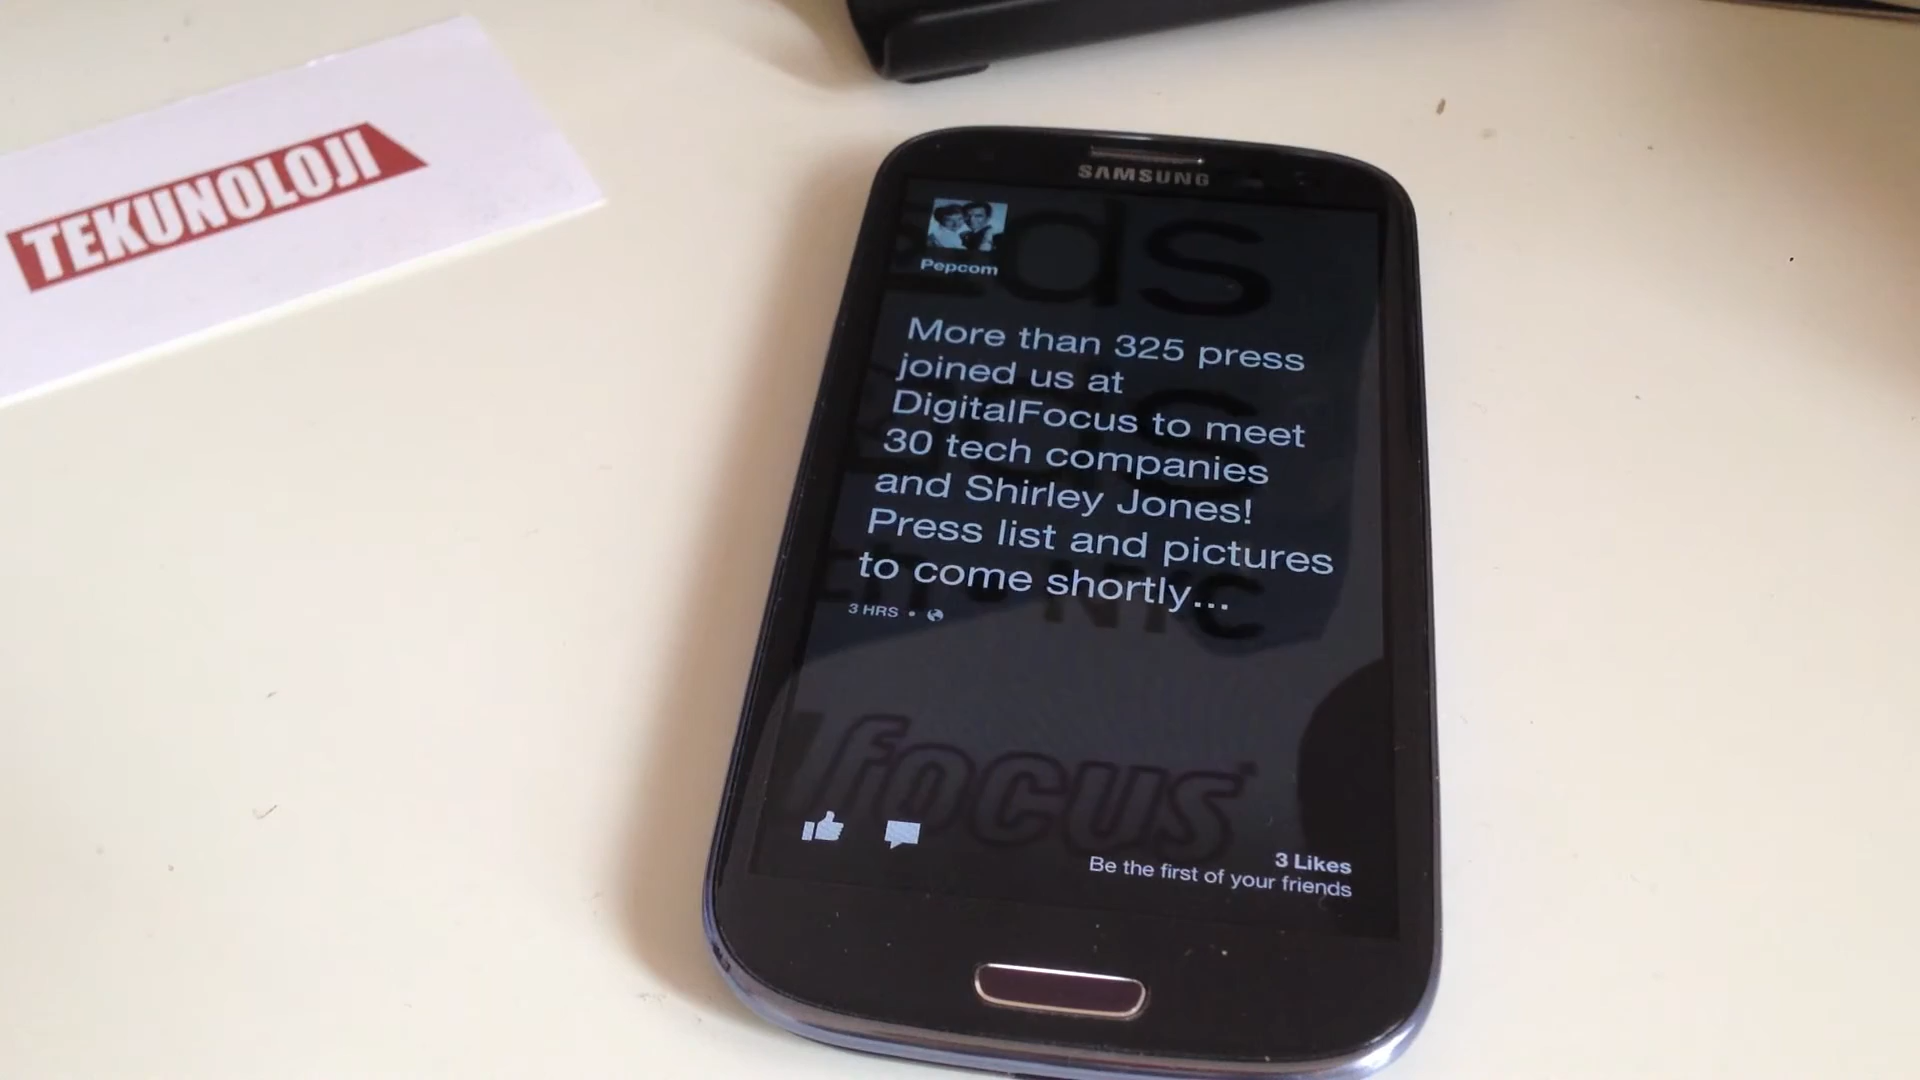 TEKUNOLOJI
SAMSUNG
Pepcom
More than 325 press
joined us at
DigitalFocus to meet
30 tech companies
and Shirley Jones!
Press list and pictures
to come shortly...
3 HRS •
NYC
focus
3 Likes
Be the first of your friends